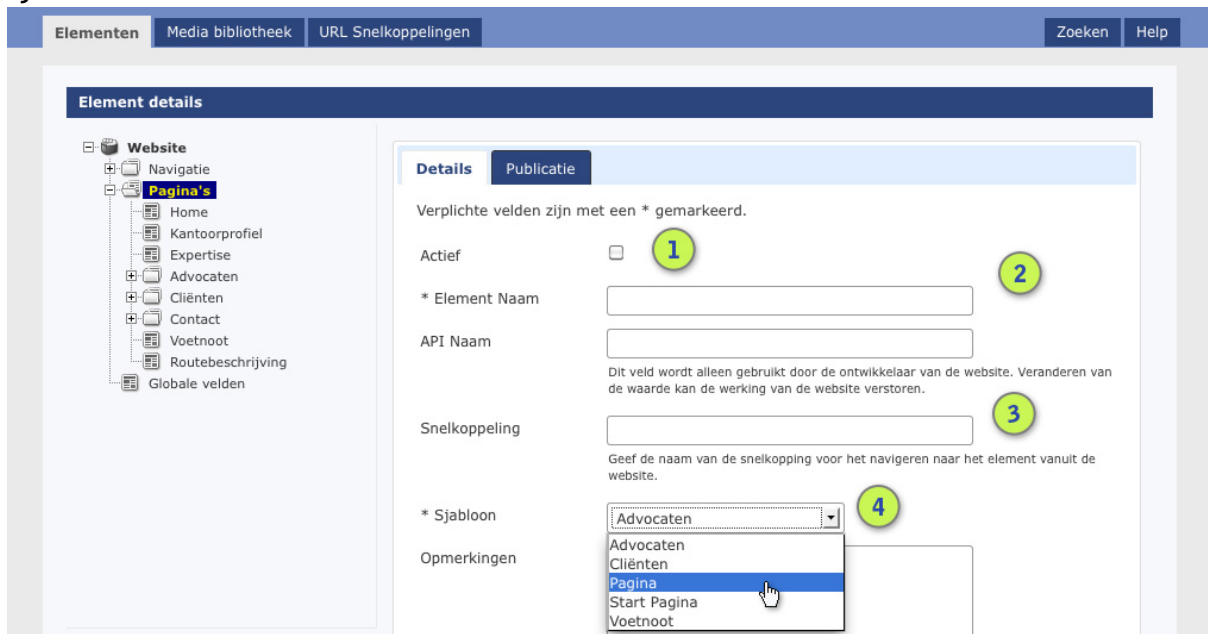 Elementen Media bibliotheek URL Snelkoppelingen Zoeken Help
Element details
Website
Navigatie
Pagina's
Home
Kantoorprofiel
Expertise
Advocaten
Cliënten
Contact
Voetnoot
Routebeschrijving
Globale velden
Details Publicatie
Verplichte velden zijn met een * gemarkeerd.
Actief 1
2
* Element Naam
API Naam
Dit veld wordt alleen gebruikt door de ontwikkelaar van de website. Veranderen van
de waarde kan de werking van de website verstoren.
3
Snelkoppeling
Geef de naam van de snelkopping voor het navigeren naar het element vanuit de
website.
* Sjabloon Advocaten 4
Opmerkingen
Advocaten
Cliënten
Pagina
Start Pagina
Voetnoot